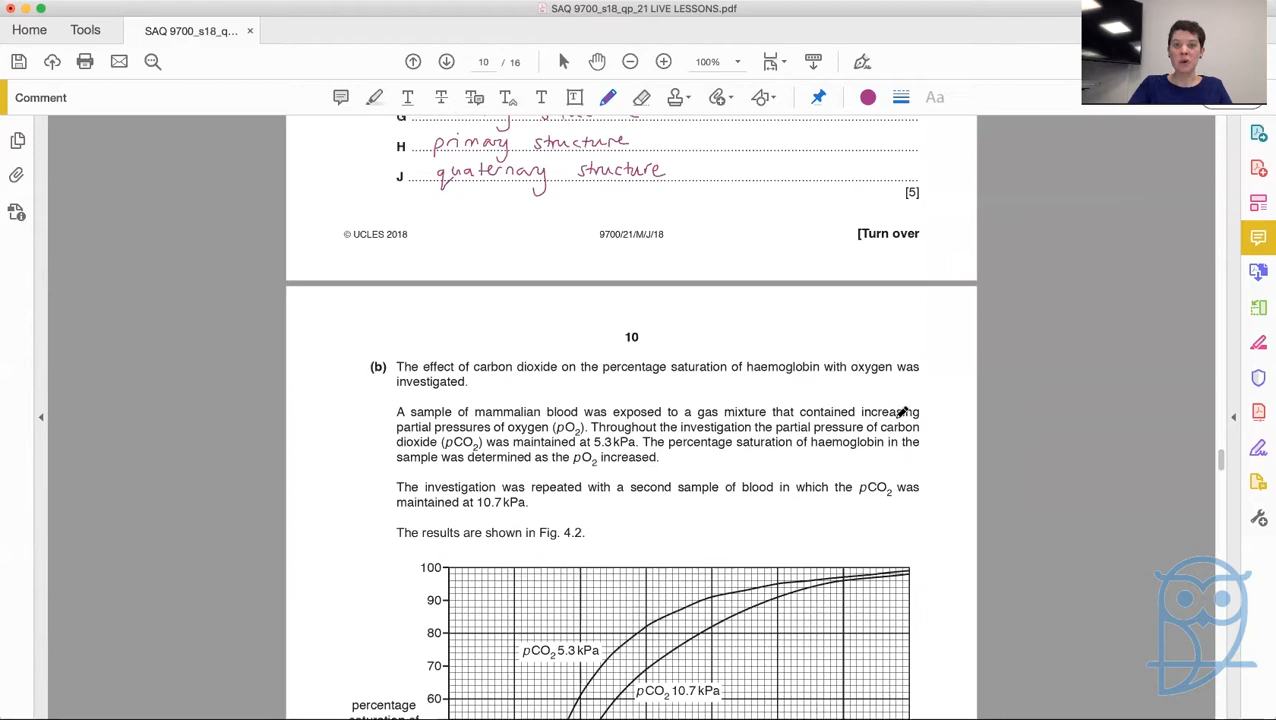 SAQ 9700_s18_qp_21 LIVE LESSONS.pdf
Home Tools SAQ 9700_s18_q... ×
10 / 16 100%
Comment
Aa
G
H primary structure
J quaternary structure
[5]
© UCLES 2018 9700/21/M/J/18 [Turn over
10
(b) The effect of carbon dioxide on the percentage saturation of haemoglobin with oxygen was
investigated.
A sample of mammalian blood was exposed to a gas mixture that contained increasing
partial pressures of oxygen (pO2). Throughout the investigation the partial pressure of carbon
dioxide (pCO2) was maintained at 5.3 kPa. The percentage saturation of haemoglobin in the
sample was determined as the pO2 increased.
The investigation was repeated with a second sample of blood in which the pCO2 was
maintained at 10.7 kPa.
The results are shown in Fig. 4.2.
100
90
80
pCO2 5.3 kPa
70
pCO2 10.7 kPa
60
percentage